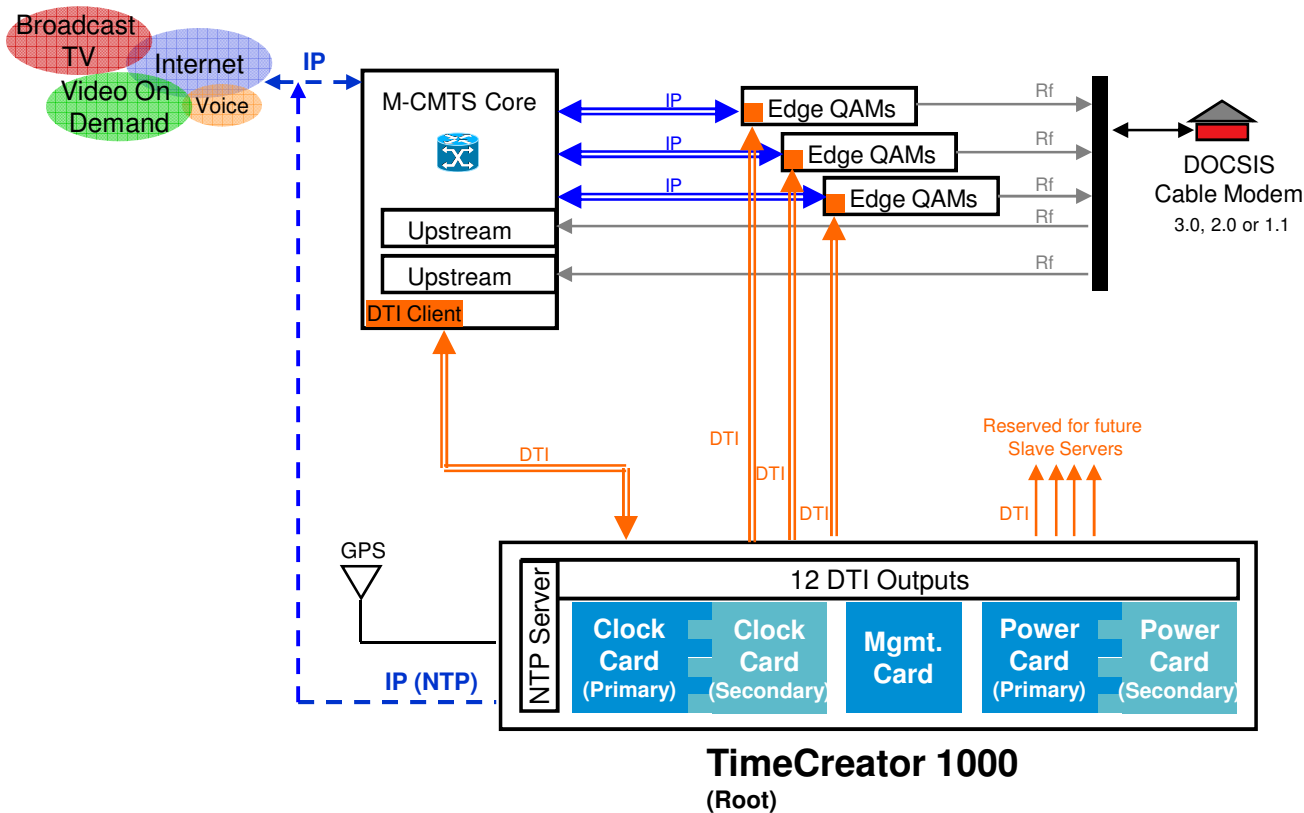 Broadcast
TV
Internet
Video On
Demand
Voice
IP
M-CMTS Core
IP
Edge QAMs
Rf
IP
Edge QAMs
Rf
IP
Edge QAMs
Rf
Upstream
Rf
Upstream
Rf
DTI Client
DOCSIS
Cable Modem
3.0, 2.0 or 1.1
DTI
DTI
DTI
DTI
Reserved for future
Slave Servers
DTI
GPS
IP (NTP)
NTP Server
12 DTI Outputs
Clock
Card
(Primary)
Clock
Card
(Secondary)
Mgmt.
Card
Power
Card
(Primary)
Power
Card
(Secondary)
TimeCreator 1000
(Root)